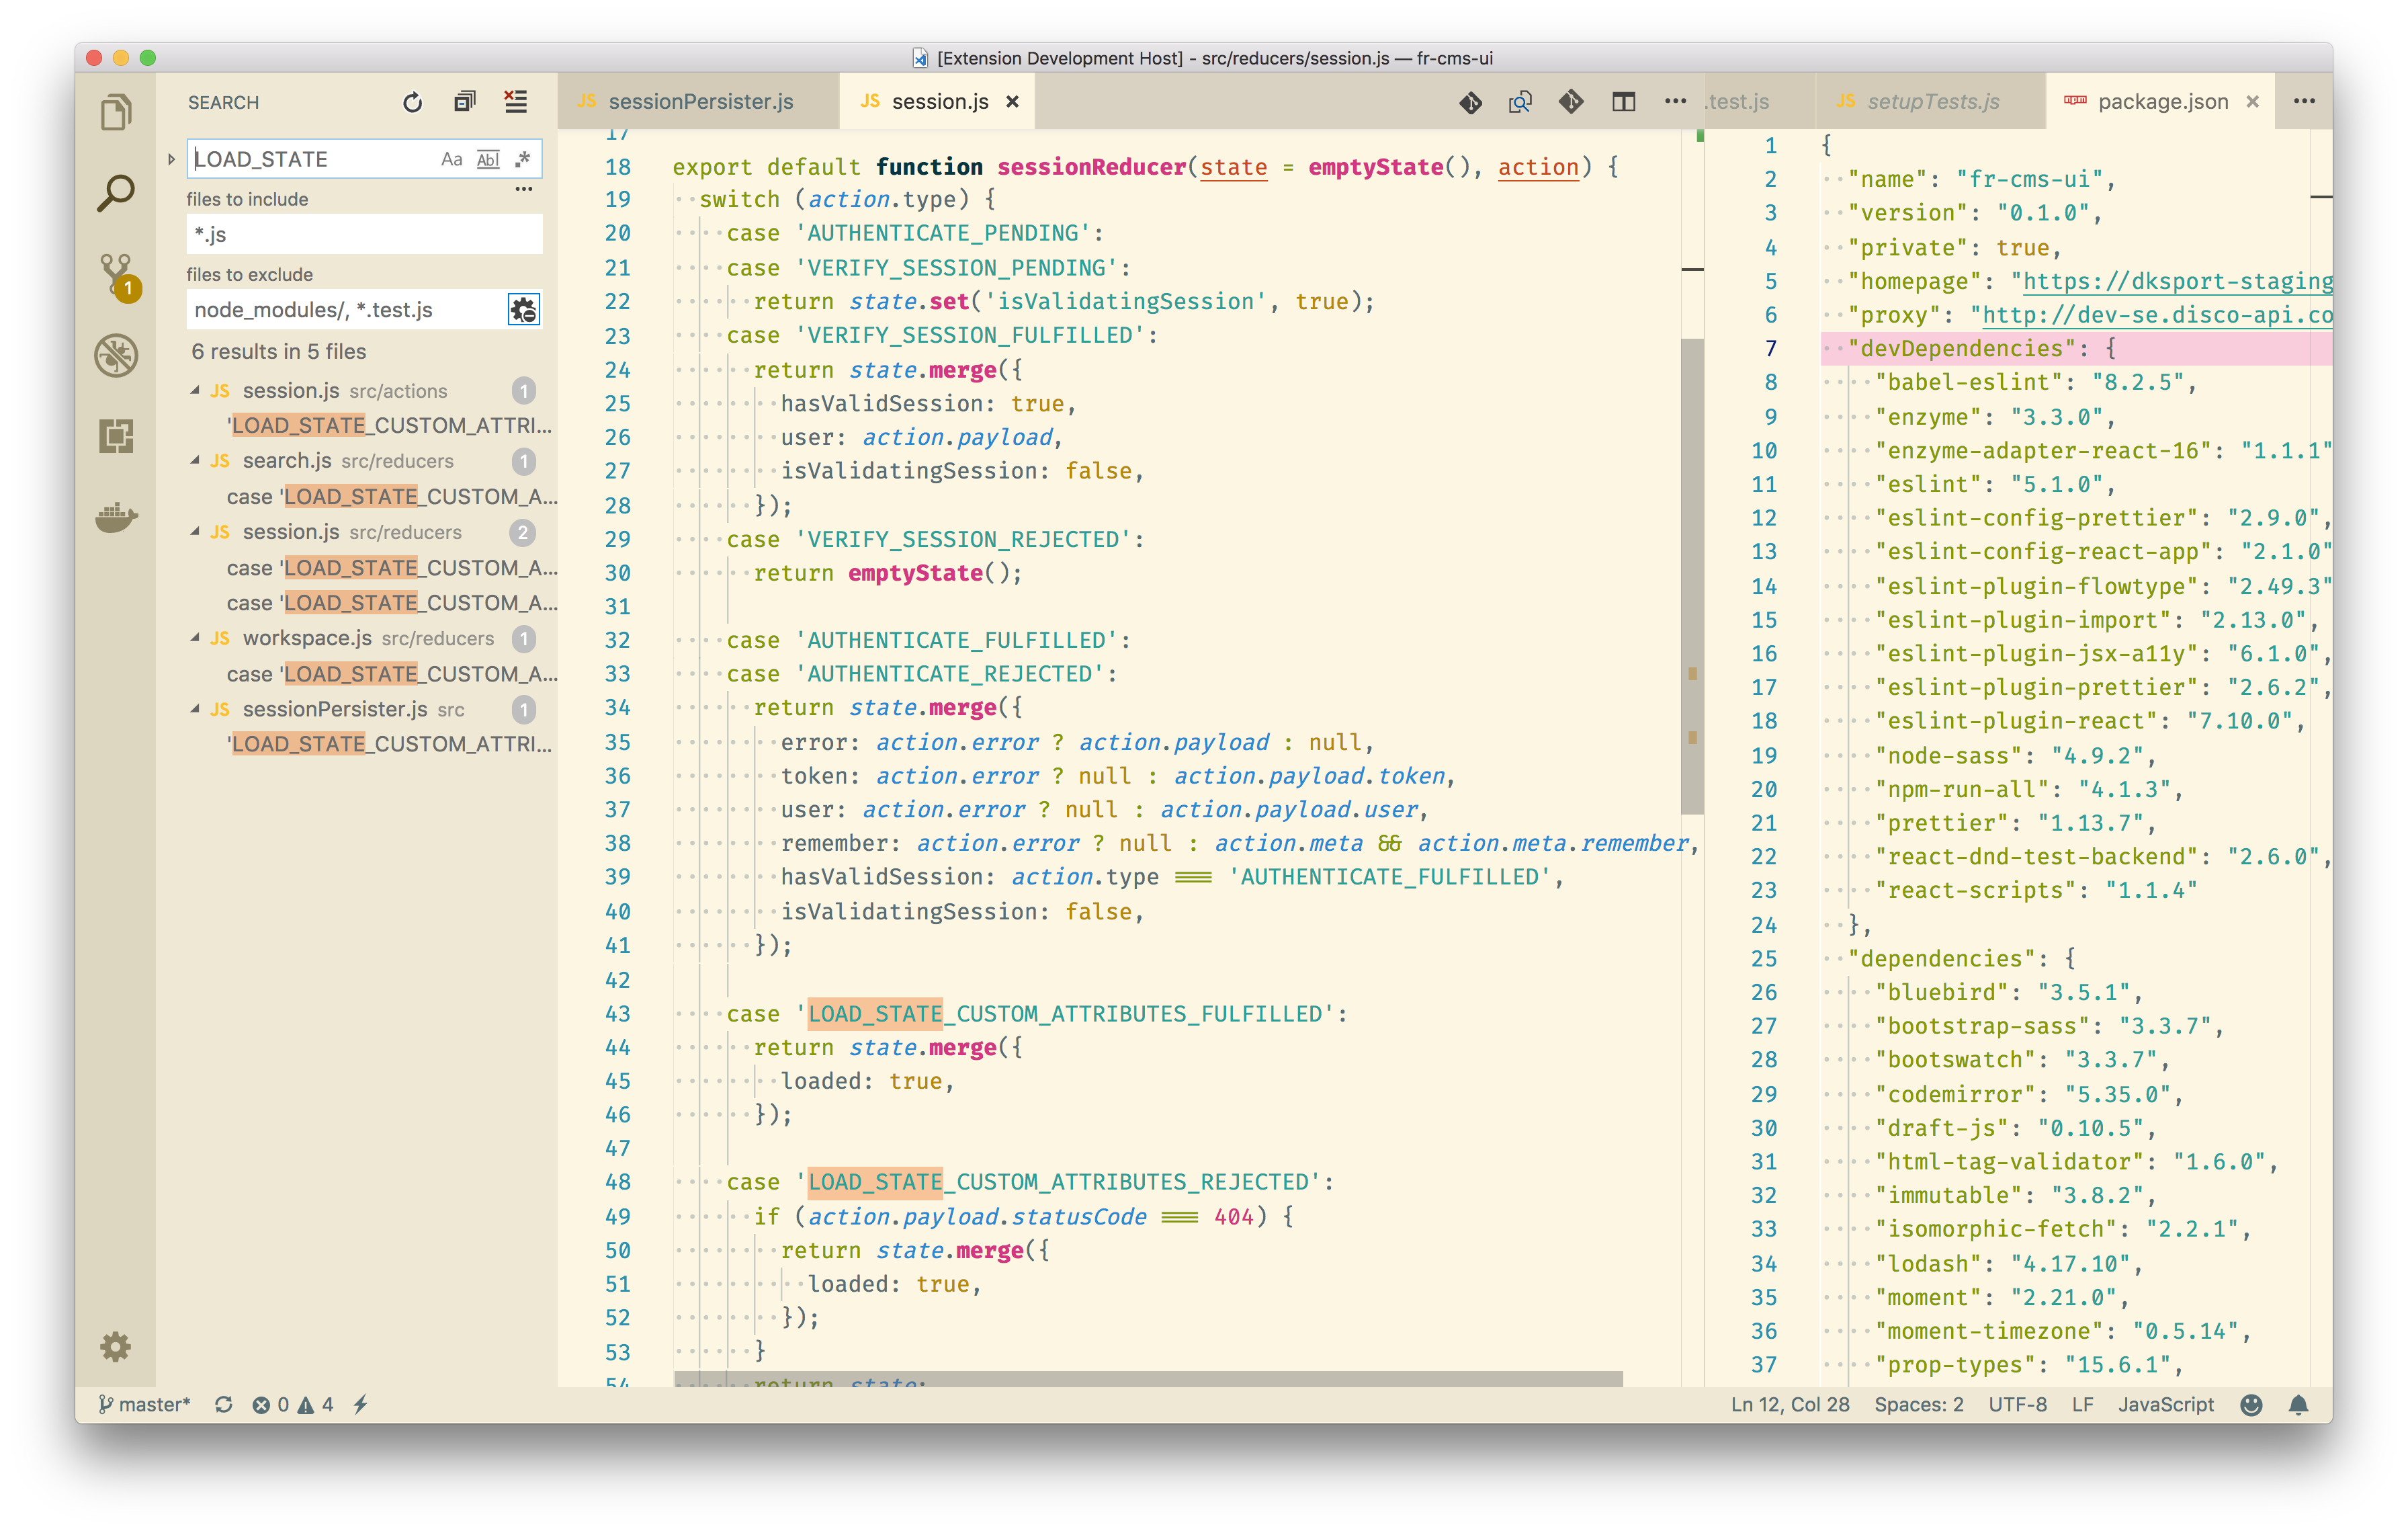 [Extension Development Host] - src/reducers/session.js — fr-cms-ui
SEARCH
LOAD_STATE Aa Abl .*
files to include
*.js
files to exclude
node_modules/, *.test.js
6 results in 5 files
JS session.js src/actions 1
'LOAD_STATE_CUSTOM_ATTRI...
JS search.js src/reducers 1
case 'LOAD_STATE_CUSTOM_A...
JS session.js src/reducers 2
case 'LOAD_STATE_CUSTOM_A...
case 'LOAD_STATE_CUSTOM_A...
JS workspace.js src/reducers 1
case 'LOAD_STATE_CUSTOM_A...
JS sessionPersister.js src 1
'LOAD_STATE_CUSTOM_ATTRI...
1
JS sessionPersister.js
JS session.js
17
18 export default function sessionReducer(state = emptyState(), action) {
19 switch (action.type) {
20 case 'AUTHENTICATE_PENDING':
21 case 'VERIFY_SESSION_PENDING':
22 return state.set('isValidatingSession', true);
23 case 'VERIFY_SESSION_FULFILLED':
24 return state.merge({
25 hasValidSession: true,
26 user: action.payload,
27 isValidatingSession: false,
28 });
29 case 'VERIFY_SESSION_REJECTED':
30 return emptyState();
31
32 case 'AUTHENTICATE_FULFILLED':
33 case 'AUTHENTICATE_REJECTED':
34 return state.merge({
35 error: action.error ? action.payload : null,
36 token: action.error ? null : action.payload.token,
37 user: action.error ? null : action.payload.user,
38 remember: action.error ? null : action.meta && action.meta.remember,
39 hasValidSession: action.type === 'AUTHENTICATE_FULFILLED',
40 isValidatingSession: false,
41 });
42
43 case 'LOAD_STATE_CUSTOM_ATTRIBUTES_FULFILLED':
44 return state.merge({
45 loaded: true,
46 });
47
48 case 'LOAD_STATE_CUSTOM_ATTRIBUTES_REJECTED':
49 if (action.payload.statusCode === 404) {
50 return state.merge({
51 loaded: true,
52 });
53 }
54 return state;
.test.js
JS setupTests.js
npm package.json
1 {
2 "name": "fr-cms-ui",
3 "version": "0.1.0",
4 "private": true,
5 "homepage": "https://dksport-staging
6 "proxy": "http://dev-se.disco-api.co
7 "devDependencies": {
8 "babel-eslint": "8.2.5",
9 "enzyme": "3.3.0",
10 "enzyme-adapter-react-16": "1.1.1"
11 "eslint": "5.1.0",
12 "eslint-config-prettier": "2.9.0",
13 "eslint-config-react-app": "2.1.0"
14 "eslint-plugin-flowtype": "2.49.3"
15 "eslint-plugin-import": "2.13.0",
16 "eslint-plugin-jsx-a11y": "6.1.0",
17 "eslint-plugin-prettier": "2.6.2",
18 "eslint-plugin-react": "7.10.0",
19 "node-sass": "4.9.2",
20 "npm-run-all": "4.1.3",
21 "prettier": "1.13.7",
22 "react-dnd-test-backend": "2.6.0",
23 "react-scripts": "1.1.4"
24 },
25 "dependencies": {
26 "bluebird": "3.5.1",
27 "bootstrap-sass": "3.3.7",
28 "bootswatch": "3.3.7",
29 "codemirror": "5.35.0",
30 "draft-js": "0.10.5",
31 "html-tag-validator": "1.6.0",
32 "immutable": "3.8.2",
33 "isomorphic-fetch": "2.2.1",
34 "lodash": "4.17.10",
35 "moment": "2.21.0",
36 "moment-timezone": "0.5.14",
37 "prop-types": "15.6.1",
master* 0 4
Ln 12, Col 28 Spaces: 2 UTF-8 LF JavaScript